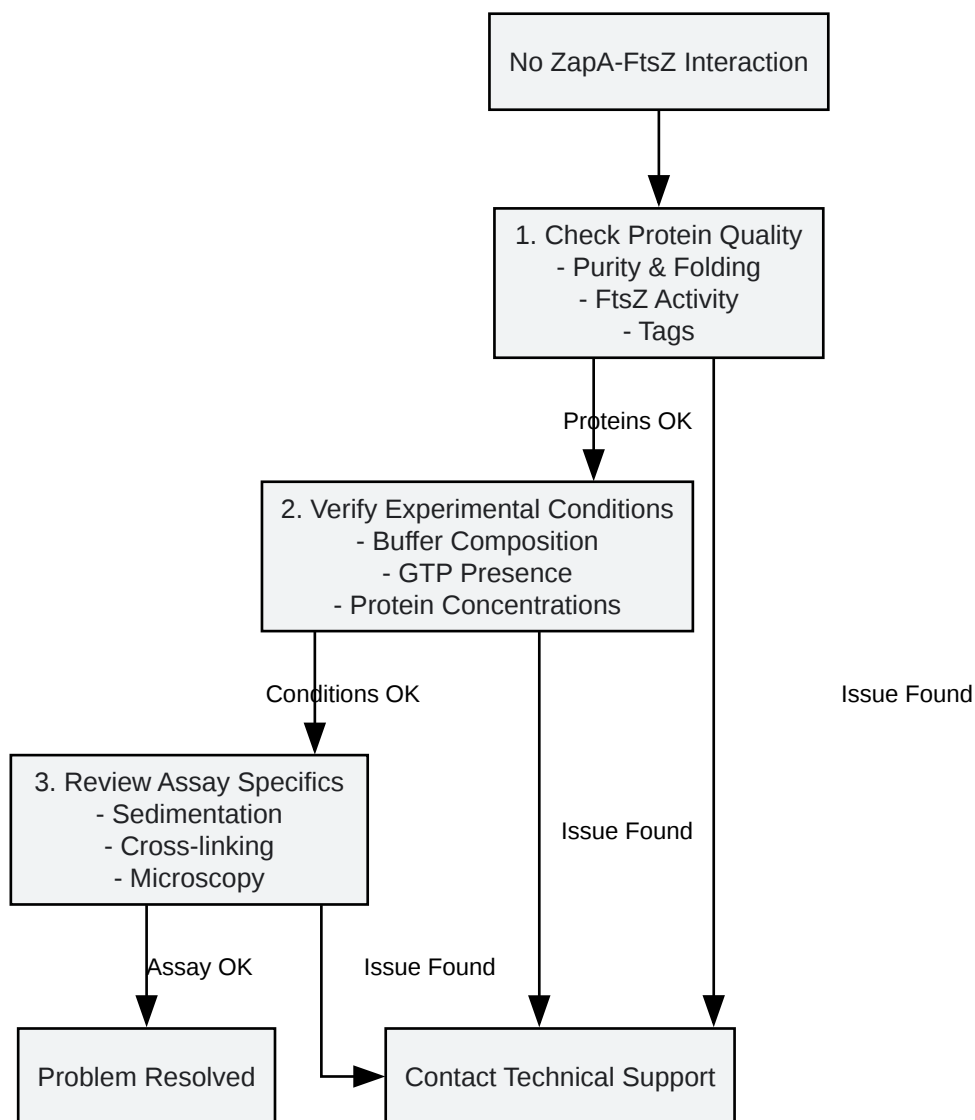 No ZapA-FtsZ Interaction
1. Check Protein Quality
- Purity & Folding
- FtsZ Activity
- Tags
Proteins OK
2. Verify Experimental Conditions
- Buffer Composition
- GTP Presence
- Protein Concentrations
Conditions OK
Issue Found
3. Review Assay Specifics
- Sedimentation
- Cross-linking
- Microscopy
Issue Found
Assay OK
Issue Found
Problem Resolved
Contact Technical Support